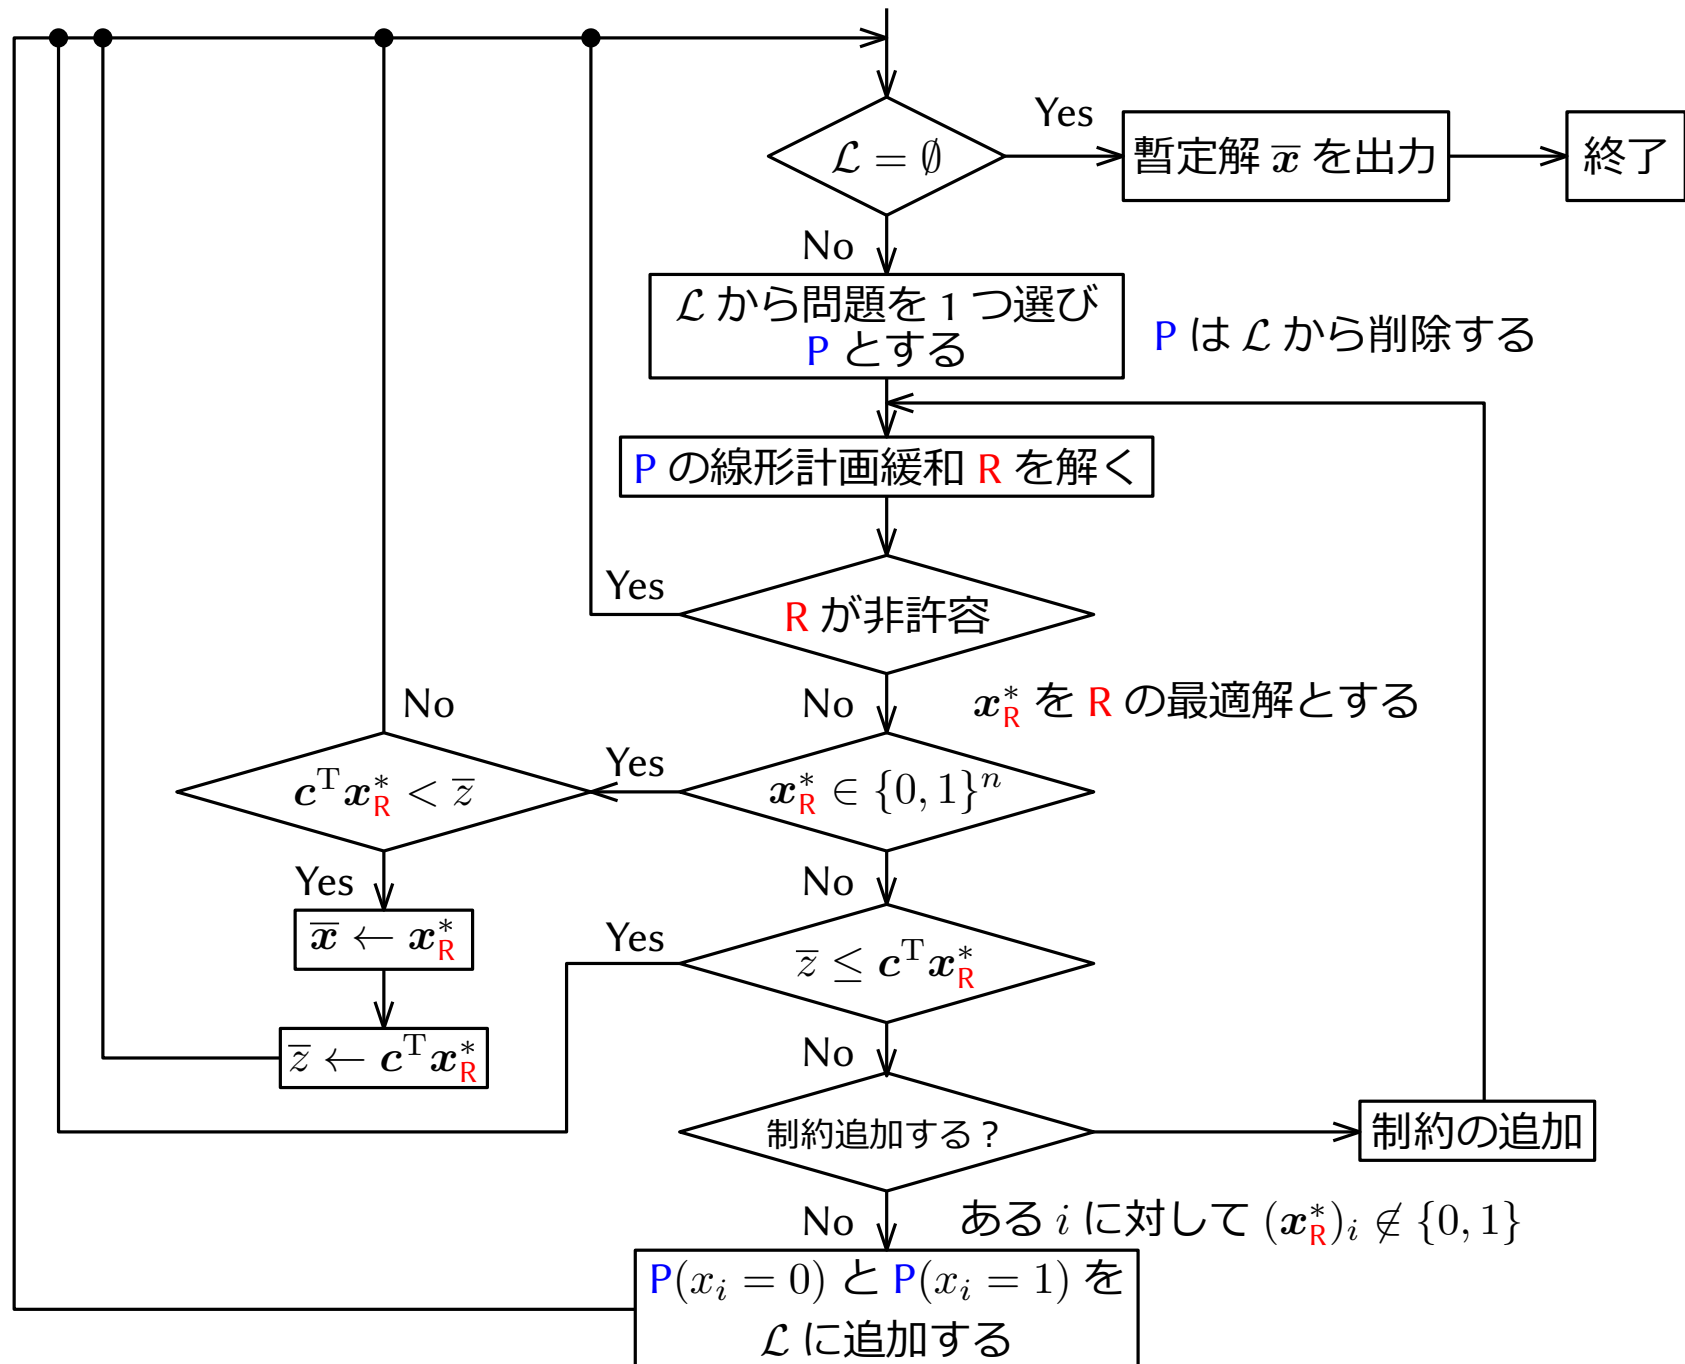 Yes
𝓛 = ∅
暫定解 x̅ を出力
終了
No
𝓛 から問題を 1 つ選び
P とする
P は 𝓛 から削除する
P の線形計画緩和 R を解く
Yes
R が非許容
No
x*_R を R の最適解とする
No
Yes
c^T x*_R < z̅
x*_R ∈ {0, 1}^n
Yes
No
x̅ ← x*_R
Yes
z̅ ≤ c^T x*_R
z̅ ← c^T x*_R
No
制約追加する？
制約の追加
No
ある i に対して (x*_R)_i ∉ {0, 1}
P(x_i = 0) と P(x_i = 1) を
𝓛 に追加する